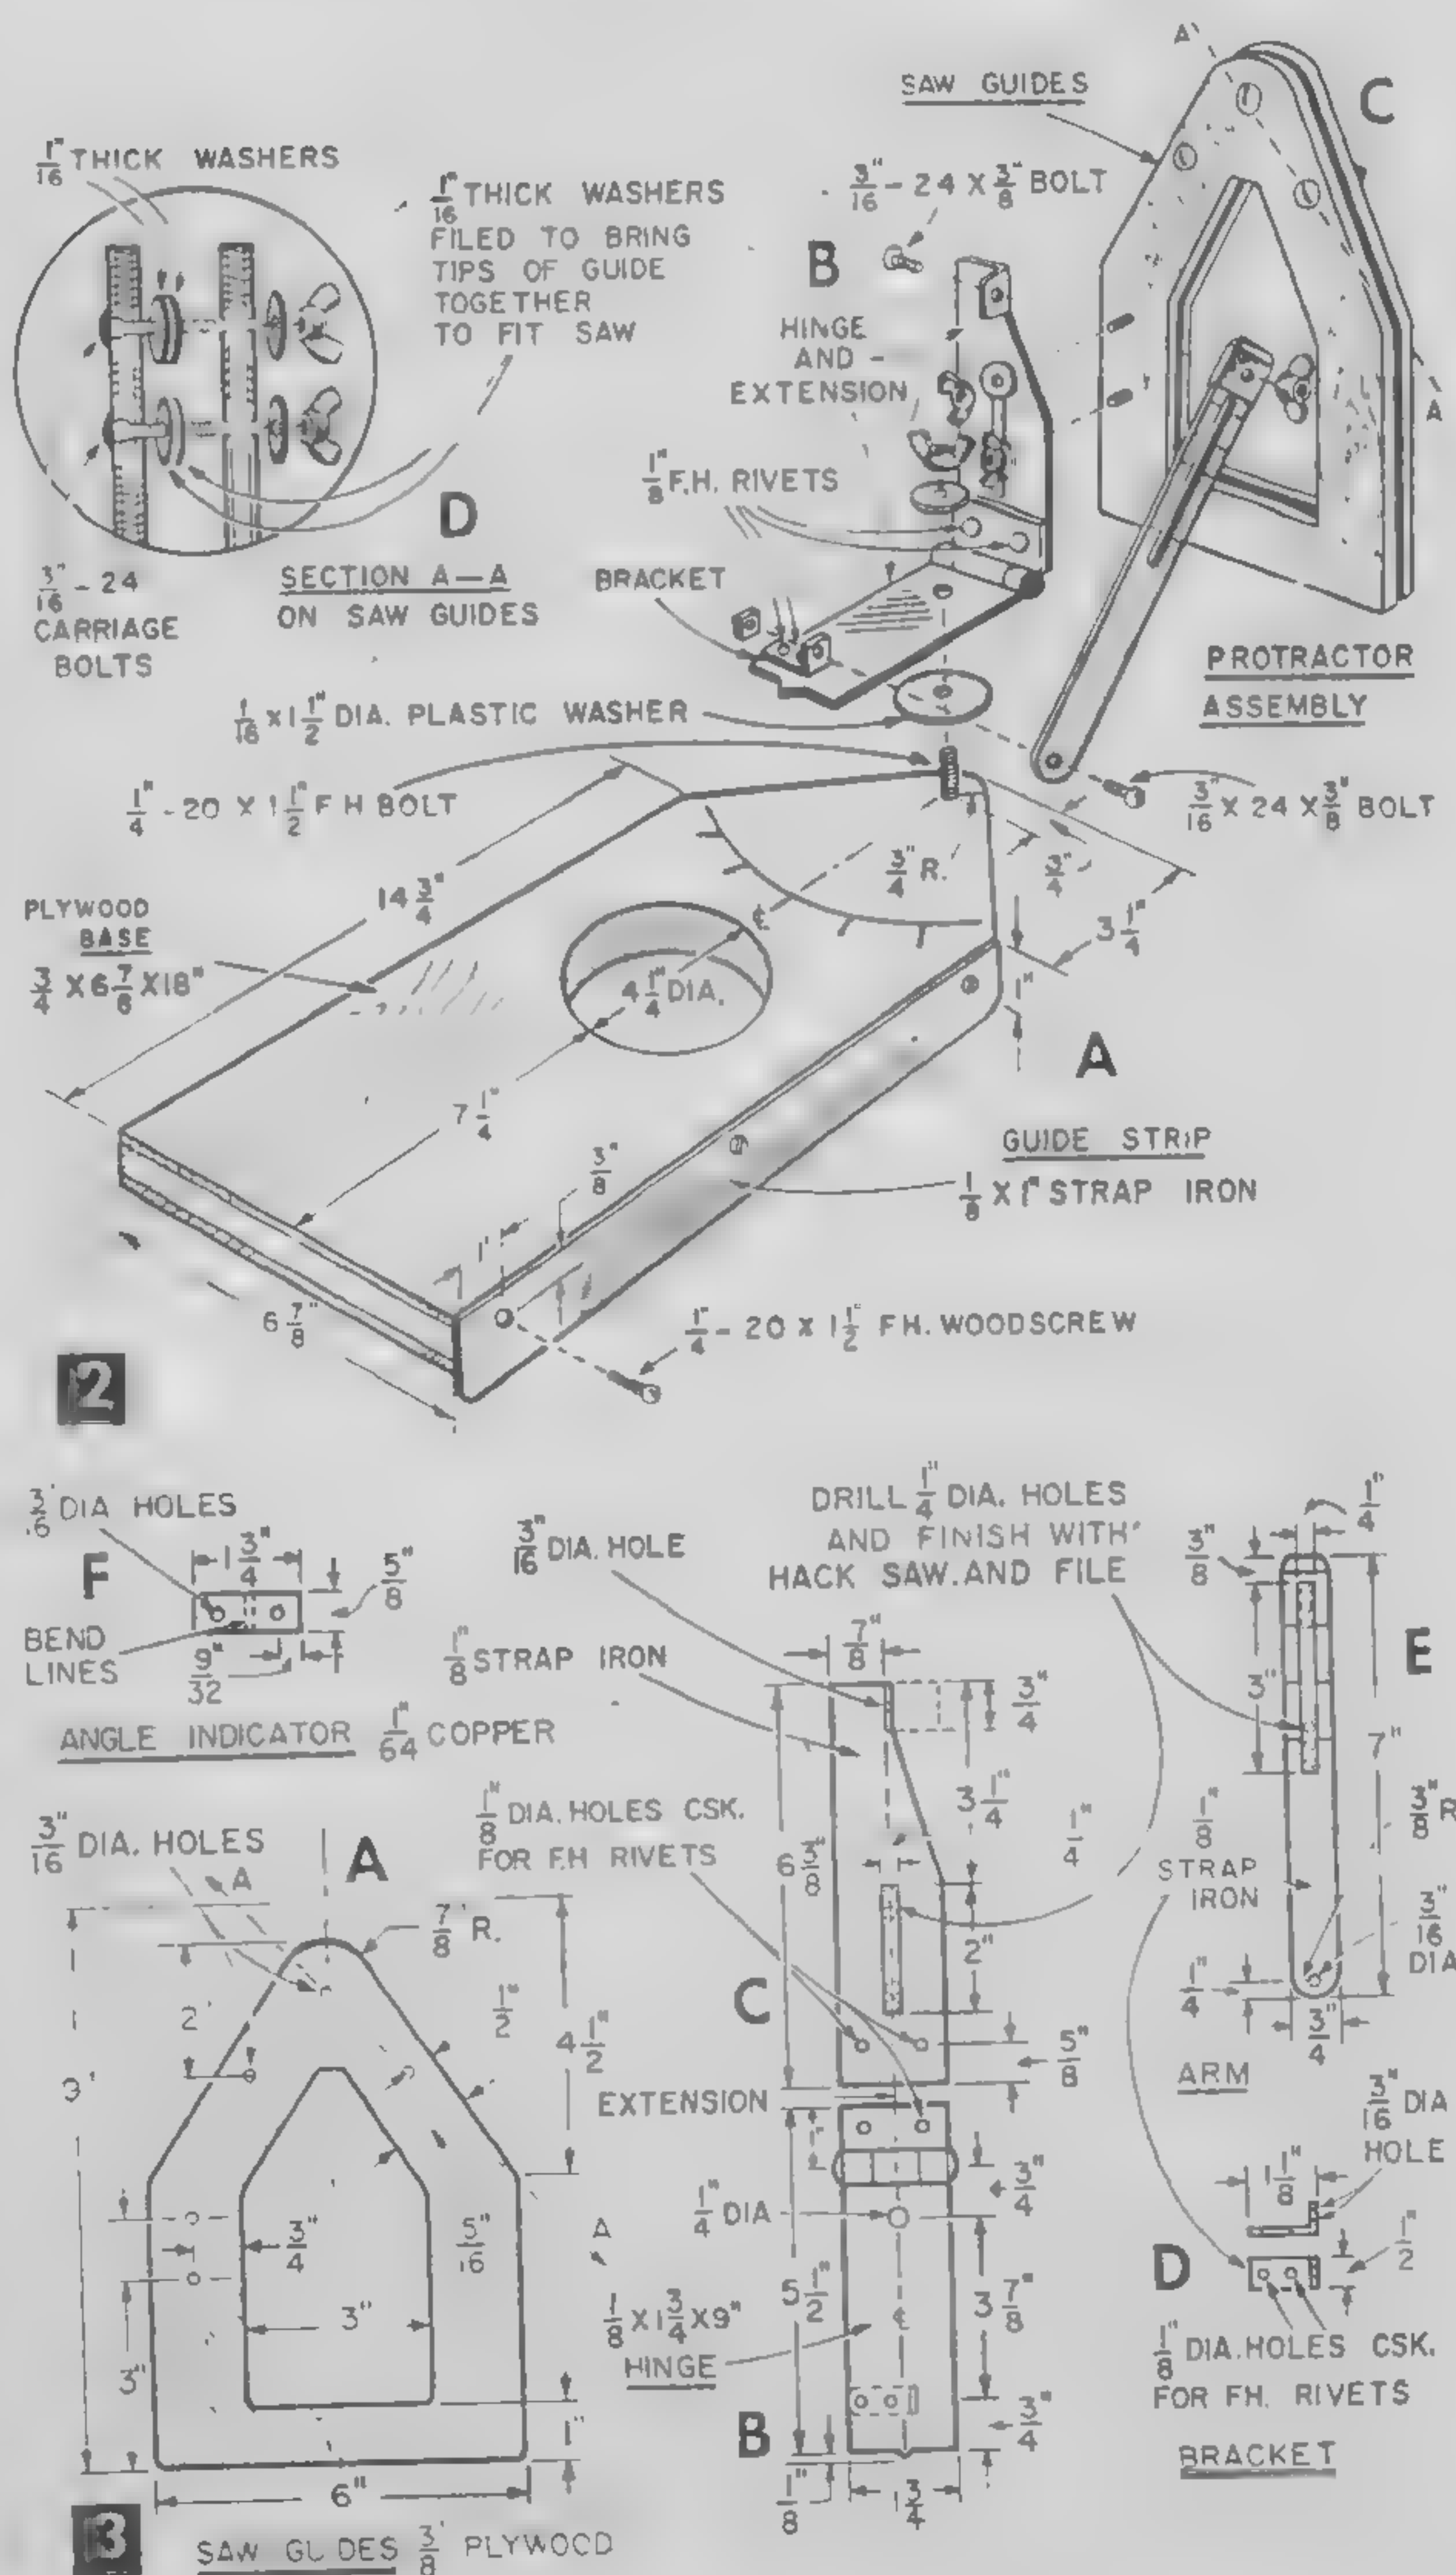 A'
SAW GUIDES
C
1/16" THICK WASHERS
1/16" THICK WASHERS
FILED TO BRING
TIPS OF GUIDE
TOGETHER
TO FIT SAW
3/16" - 24 X 3/8" BOLT
B
HINGE
AND -
EXTENSION
A
1/8" F.H. RIVETS
D
3/16" - 24
CARRIAGE
BOLTS
SECTION A—A
ON SAW GUIDES
BRACKET
PROTRACTOR
ASSEMBLY
1/16 X 1 1/2" DIA. PLASTIC WASHER
1/4" - 20 X 1 1/2" F H BOLT
3/16" X 24 X 3/8" BOLT
14 3/4"
3/4" R.
3/4"
3 1/4"
PLYWOOD
BASE
3/4 X 6 7/8 X 18"
4 1/4" DIA.
1"
A
7 1/4"
GUIDE STRIP
1/8 X 1" STRAP IRON
3/8"
1"
6 7/8"
1/4" - 20 X 1 1/2" F.H. WOODSCREW
2
DIA HOLES
F
1 3/4"
5/8"
BEND
LINES
9/32"
ANGLE INDICATOR 1/64" COPPER
3/16" DIA. HOLE
DRILL 1/4" DIA. HOLES
AND FINISH WITH
HACK SAW.AND FILE
1/8" STRAP IRON
7/8"
3/4"
3 1/4"
6 3/8"
1/4"
2"
5/8"
1/8" DIA. HOLES CSK.
FOR F.H RIVETS
C
EXTENSION
1/4"
3/8"
E
3"
7"
3/8" R
1/8"
STRAP
IRON
3/16"
DIA
1/4"
3/4"
ARM
3/16" DIA. HOLES
A
A
7/8" R.
2"
1/2"
4 1/2"
3/4"
5/16"
A
3"
3"
1"
6"
3
SAW GUIDES 3/8" PLYWOOD
1"
3/4"
1/4" DIA
5 1/2"
3 7/8"
1/8 X 1 3/4 X 9"
HINGE
B
3/4"
1/8"
1 3/4"
3/16" DIA
HOLE
1 1/8"
1/2"
D
1/8" DIA. HOLES CSK.
FOR F.H. RIVETS
BRACKET